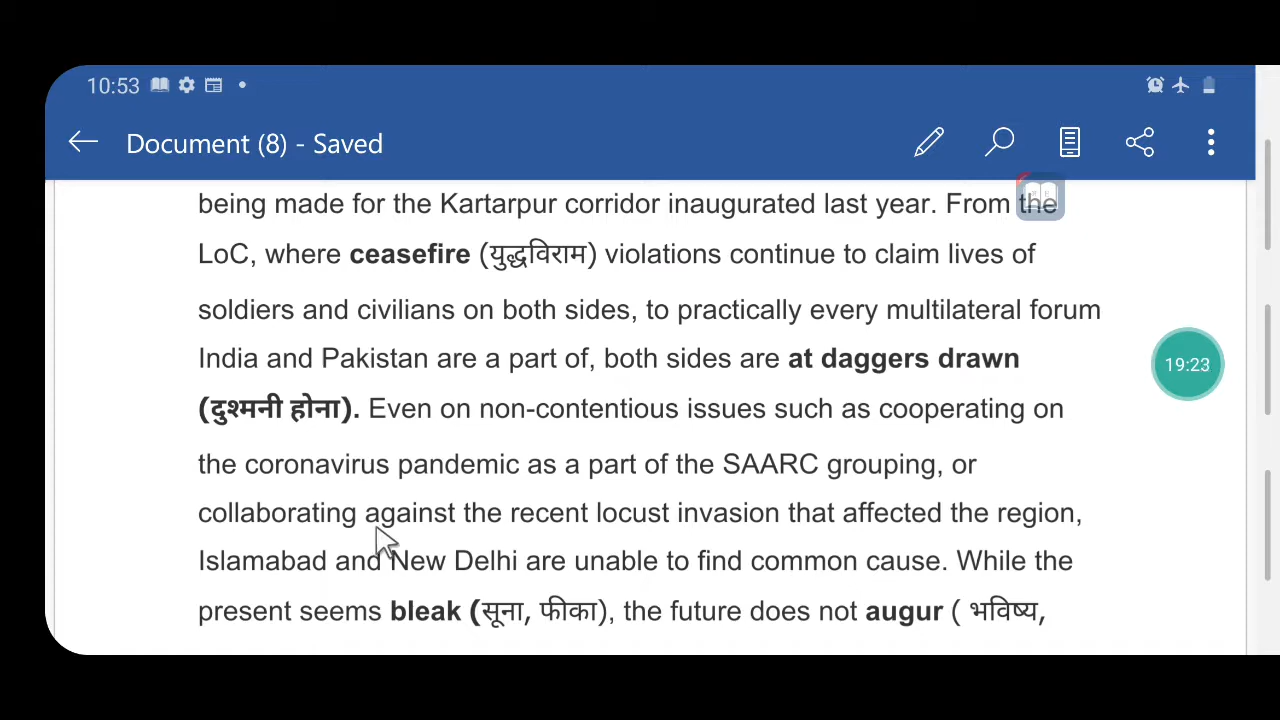 10:53
Document (8) - Saved
being made for the Kartarpur corridor inaugurated last year. From the
LoC, where ceasefire (युद्धविराम) violations continue to claim lives of
soldiers and civilians on both sides, to practically every multilateral forum
India and Pakistan are a part of, both sides are at daggers drawn
19:23
(दुश्मनी होना). Even on non-contentious issues such as cooperating on
the coronavirus pandemic as a part of the SAARC grouping, or
collaborating against the recent locust invasion that affected the region,
Islamabad and New Delhi are unable to find common cause. While the
present seems bleak (सूना, फीका), the future does not augur ( भविष्य,